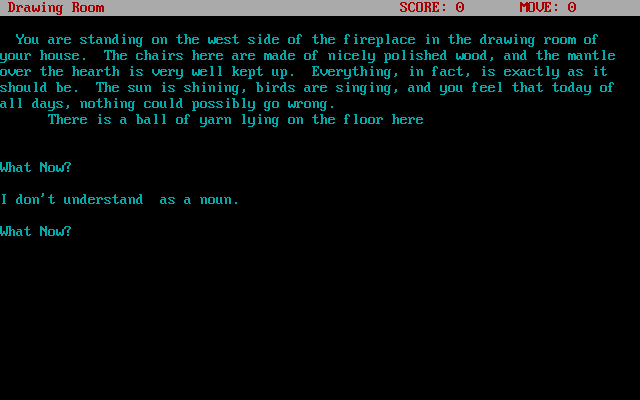 Drawing Room SCORE: 0 MOVE: 0
You are standing on the west side of the fireplace in the drawing room of
your house. The chairs here are made of nicely polished wood, and the mantle
over the hearth is very well kept up. Everything, in fact, is exactly as it
should be. The sun is shining, birds are singing, and you feel that today of
all days, nothing could possibly go wrong.
There is a ball of yarn lying on the floor here
What Now?
I don't understand  as a noun.
What Now?